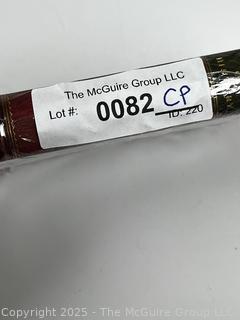 The McGuire Group LLC
Lot #: 0082 CP
ID: 220
Copyright 2025 - The McGuire Group, LLC